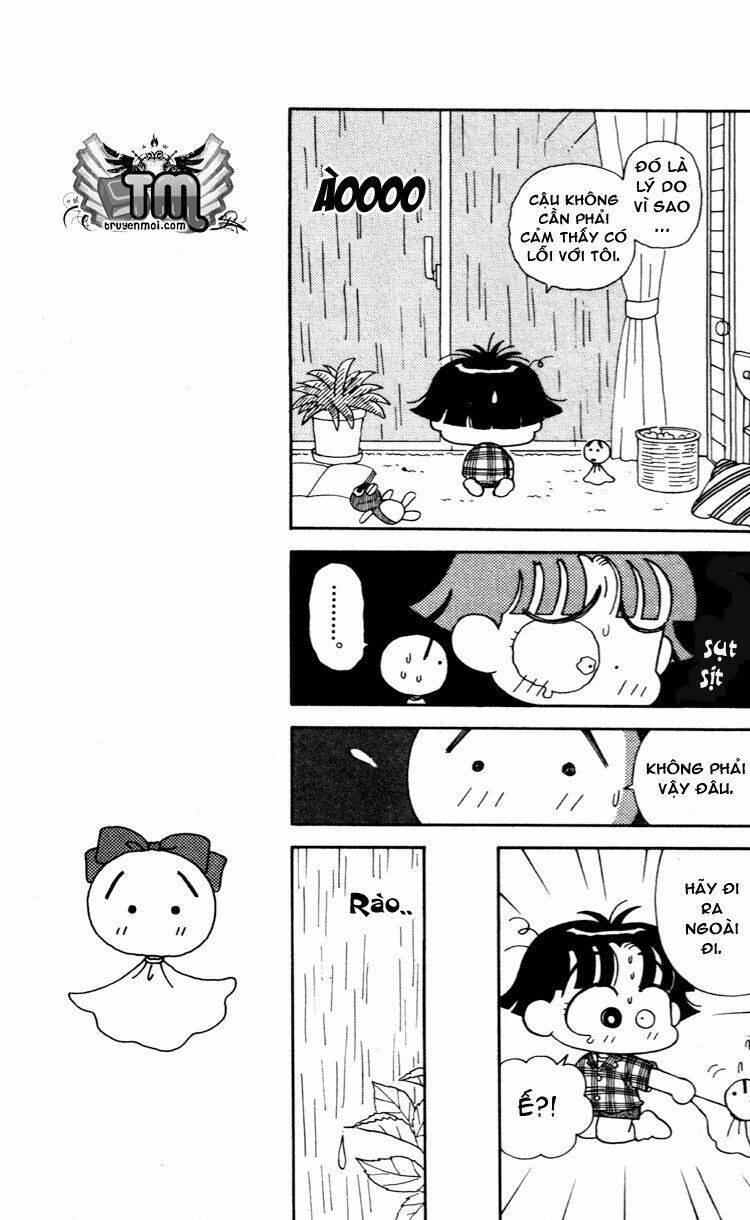 TM
truyenmoi.com
ĐÓ LÀ
LÝ DO
VÌ SAO
...
CẬU KHÔNG
CẦN PHẢI
CẢM THẤY CÓ
LỖI VỚI TÔI.
ÀOOOO
sụt
sịt
.........
KHÔNG PHẢI
VẬY ĐÂU.
HÃY ĐI
RA
NGOÀI
ĐI.
Ế?!
Rào..